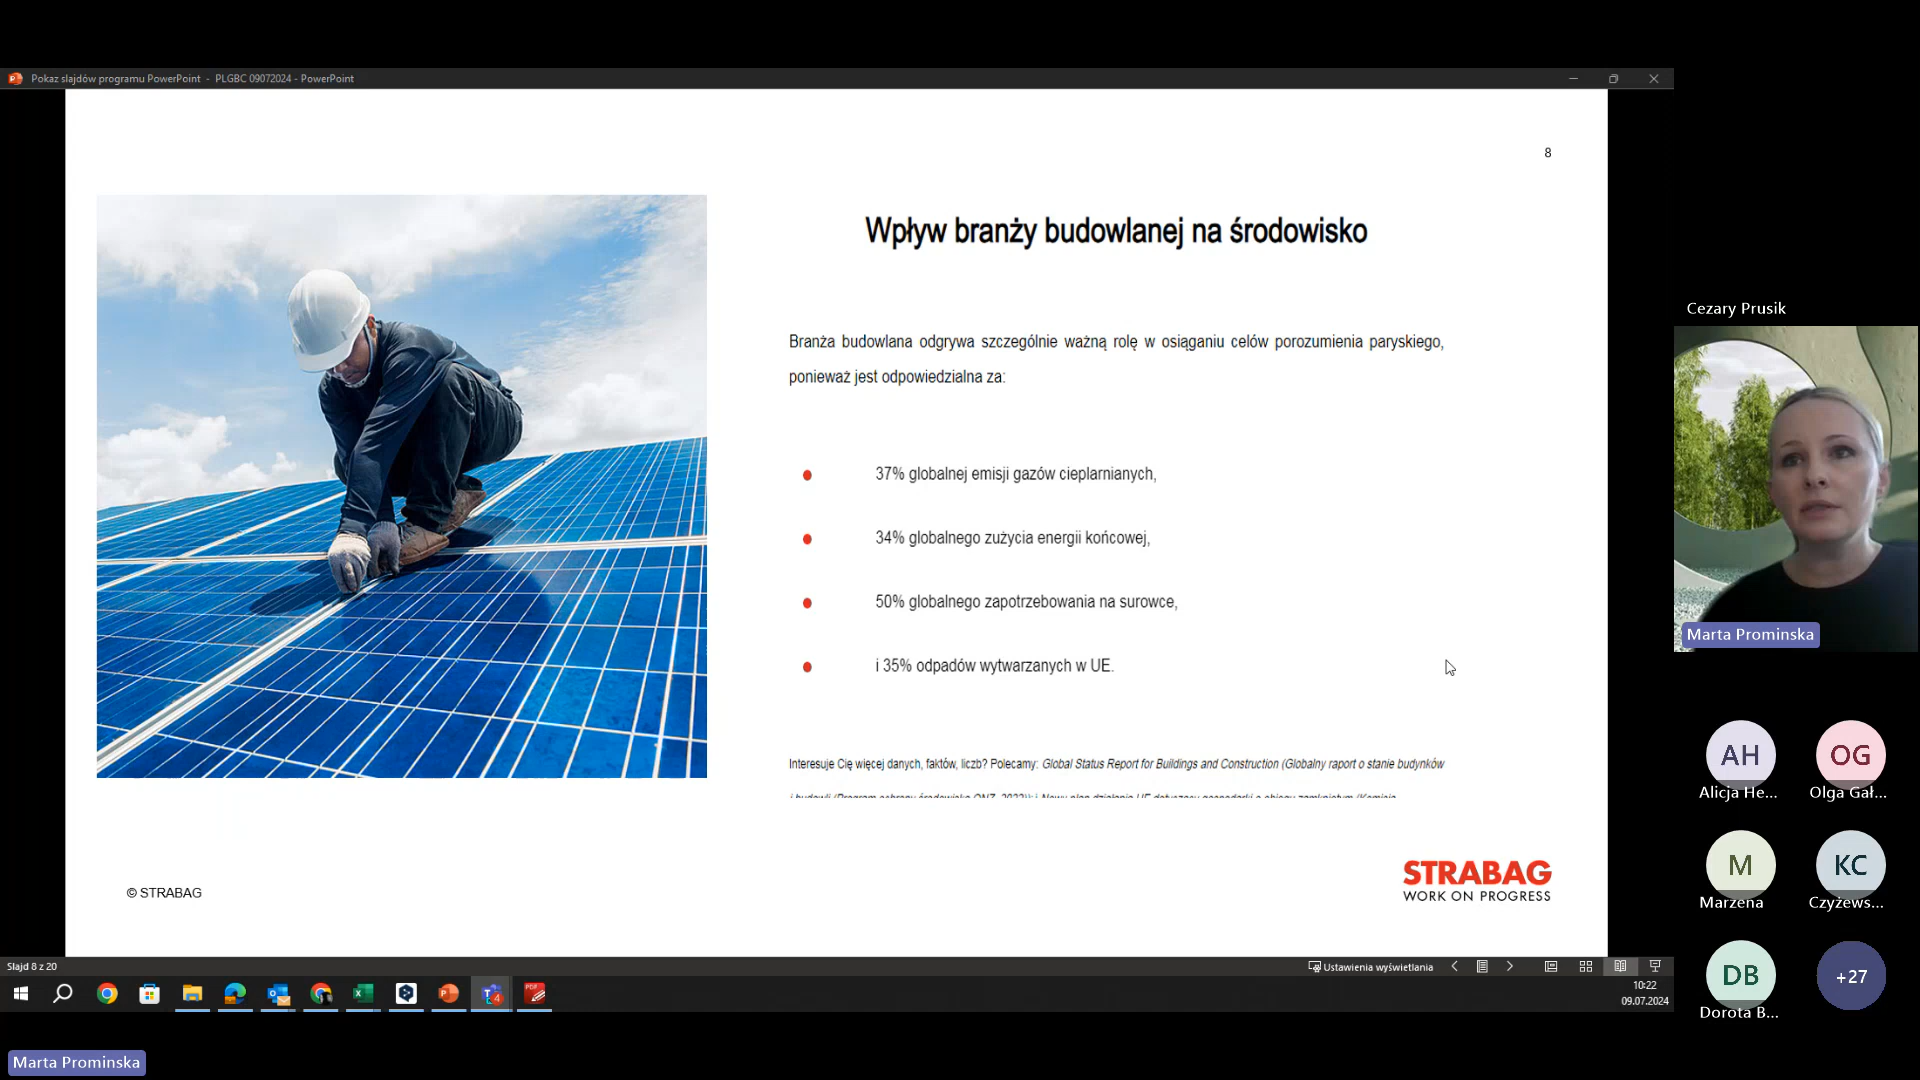 Pokaz slajdów programu PowerPoint - PLGBC 09072024 - PowerPoint
8
Wpływ branży budowlanej na środowisko
Branża budowlana odgrywa szczególnie ważną rolę w osiąganiu celów porozumienia paryskiego,
ponieważ jest odpowiedzialna za:
37% globalnej emisji gazów cieplarnianych,
34% globalnego zużycia energii końcowej,
50% globalnego zapotrzebowania na surowce,
i 35% odpadów wytwarzanych w UE.
Interesuje Cię więcej danych, faktów, liczb? Polecamy: Global Status Report for Buildings and Construction (Globalny raport o stanie budynków
© STRABAG
STRABAG
WORK ON PROGRESS
Slajd 8 z 20
Ustawienia wyświetlania
10:22
09.07.2024
Cezary Prusik
Marta Prominska
AH
Alicja He...
OG
Olga Gał...
M
Marzena
KC
Czyżews...
DB
Dorota B...
+27
Marta Prominska